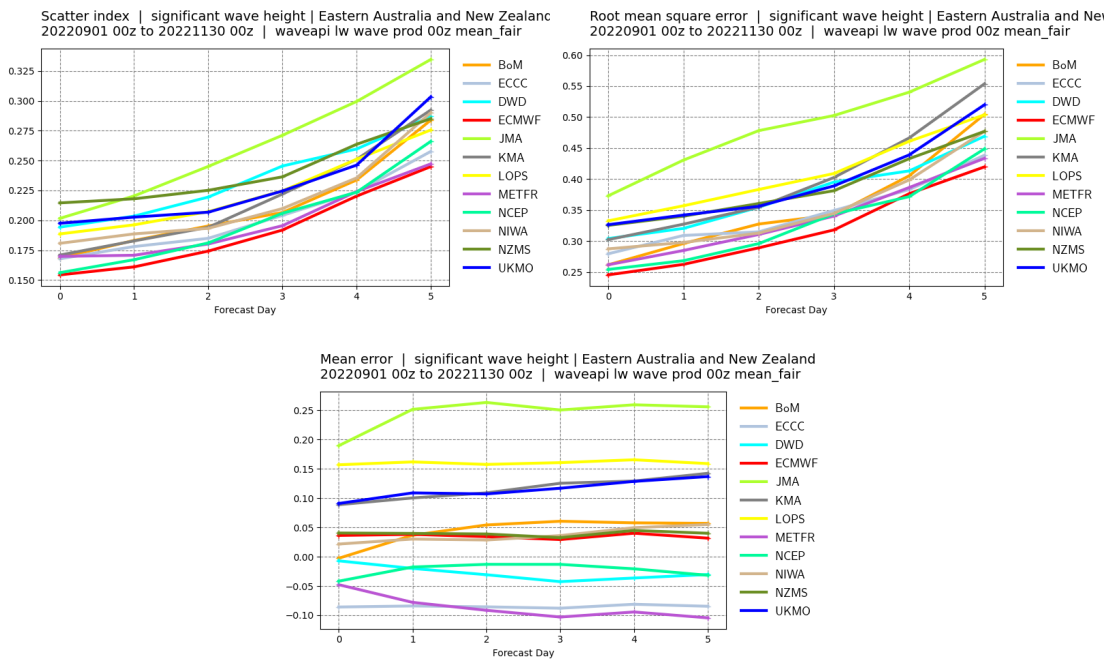 Scatter index | significant wave height | Eastern Australia and New Zealand
20220901 00z to 20221130 00z | waveapi lw wave prod 00z mean_fair
0.325
0.300
0.275
0.250
0.225
0.200
0.175
0.150
0 1 2 3 4 5
Forecast Day
BoM
ECCC
DWD
ECMWF
JMA
KMA
LOPS
METFR
NCEP
NIWA
NZMS
UKMO
Root mean square error | significant wave height | Eastern Australia and New
20220901 00z to 20221130 00z | waveapi lw wave prod 00z mean_fair
0.60
0.55
0.50
0.45
0.40
0.35
0.30
0.25
0 1 2 3 4 5
Forecast Day
BoM
ECCC
DWD
ECMWF
JMA
KMA
LOPS
METFR
NCEP
NIWA
NZMS
UKMO
Mean error | significant wave height | Eastern Australia and New Zealand
20220901 00z to 20221130 00z | waveapi lw wave prod 00z mean_fair
0.25
0.20
0.15
0.10
0.05
0.00
−0.05
−0.10
0 1 2 3 4 5
Forecast Day
BoM
ECCC
DWD
ECMWF
JMA
KMA
LOPS
METFR
NCEP
NIWA
NZMS
UKMO